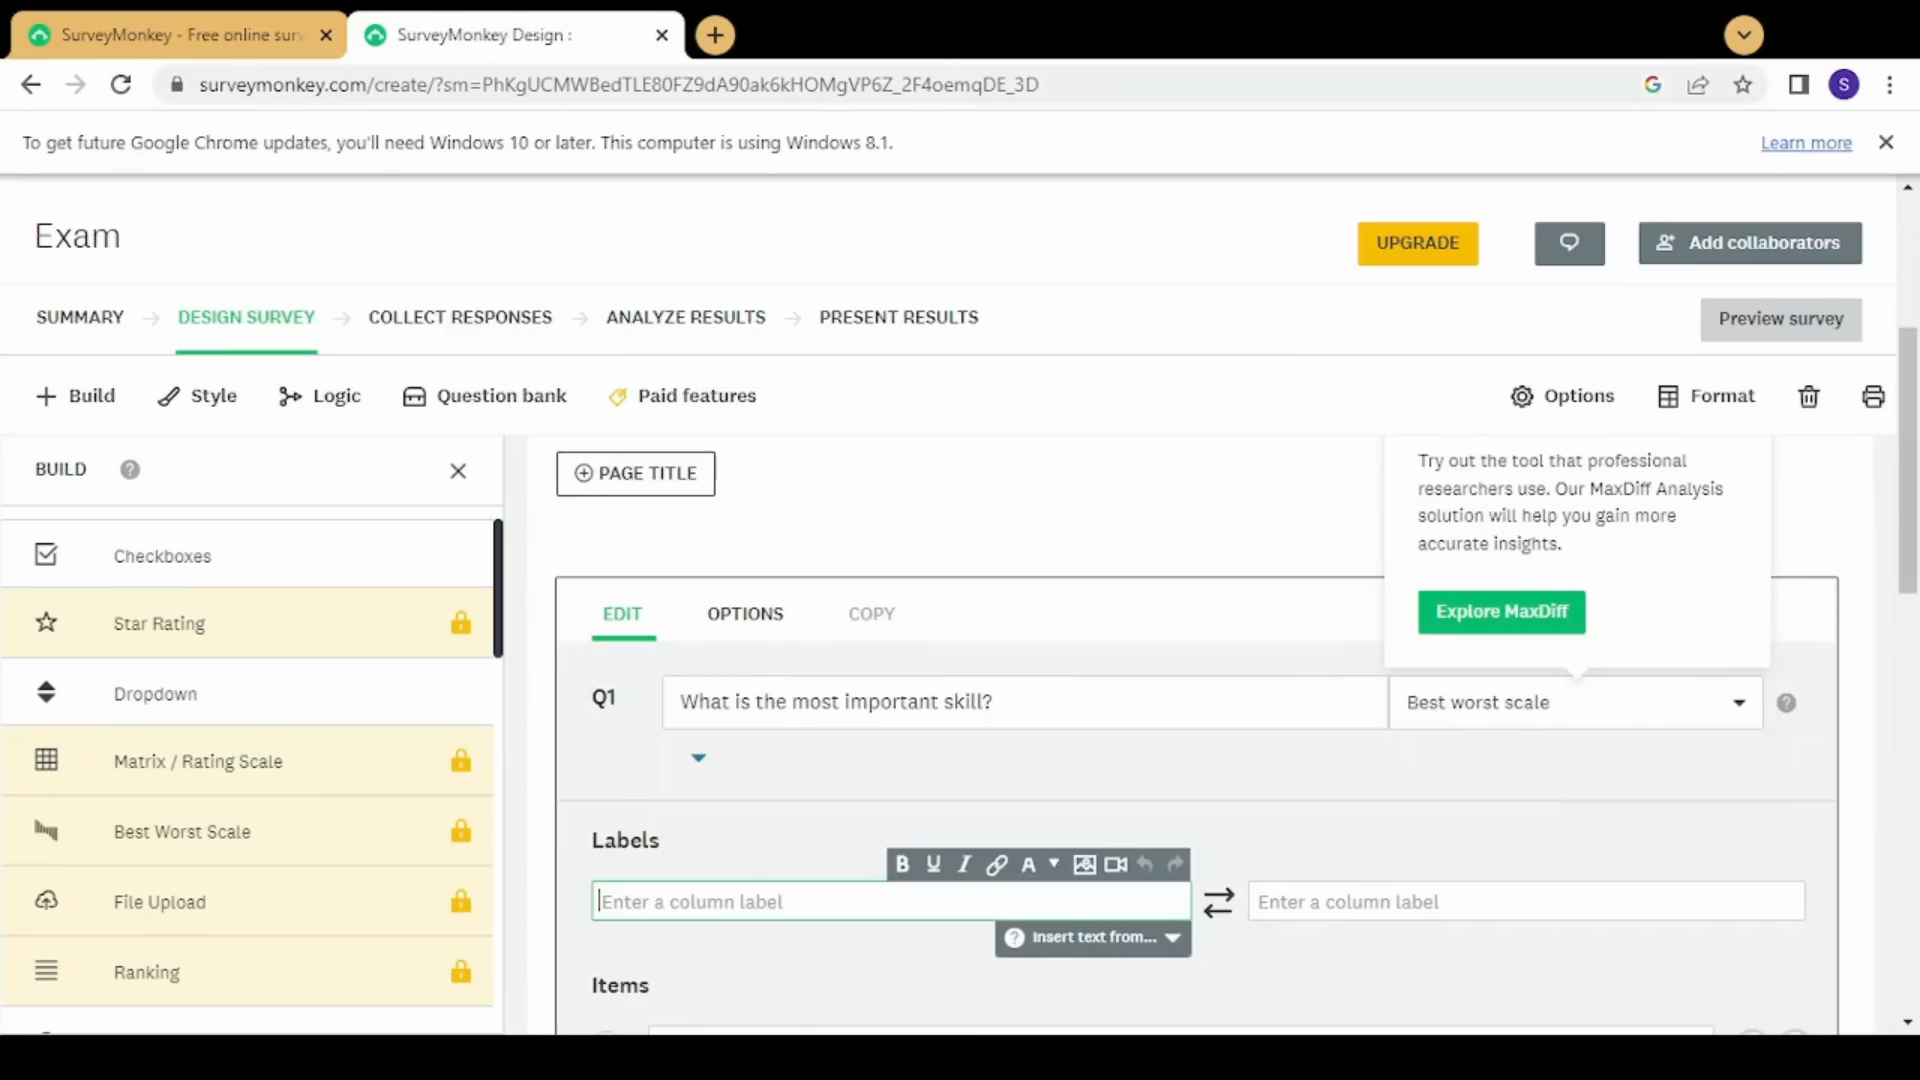 SurveyMonkey - Free online surv
SurveyMonkey Design :
surveymonkey.com/create/?sm=PhKgUCMWBedTLE80FZ9dA90ak6kHOMgVP6Z_2F4oemqDE_3D
S
To get future Google Chrome updates, you'll need Windows 10 or later. This computer is using Windows 8.1.
Learn more
Exam
UPGRADE
Add collaborators
SUMMARY
DESIGN SURVEY
COLLECT RESPONSES
ANALYZE RESULTS
PRESENT RESULTS
Preview survey
Build
Style
Logic
Question bank
Paid features
Options
Format
BUILD
?
PAGE TITLE
Try out the tool that professional
researchers use. Our MaxDiff Analysis
solution will help you gain more
accurate insights.
Explore MaxDiff
Checkboxes
Star Rating
Dropdown
Matrix / Rating Scale
Best Worst Scale
File Upload
Ranking
EDIT
OPTIONS
COPY
Q1
What is the most important skill?
Best worst scale
?
Labels
B U I A
Enter a column label
Enter a column label
? Insert text from...
Items